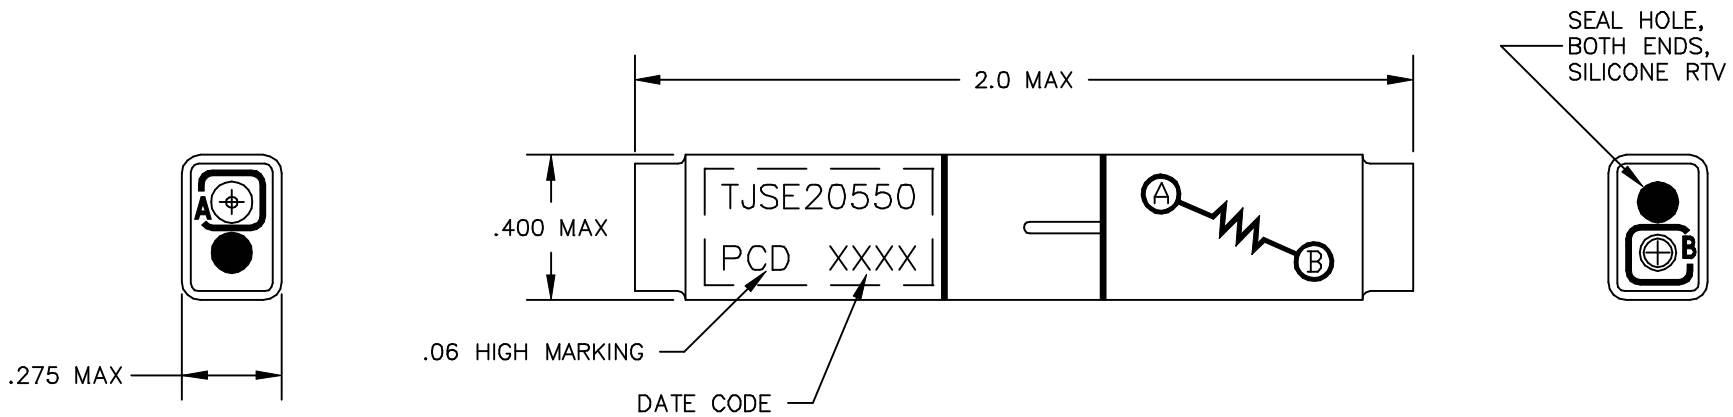 SEAL HOLE,
BOTH ENDS,
SILICONE RTV
2.0 MAX
A
.400 MAX
TJSE20550
PCD XXXX
A
B
B
.06 HIGH MARKING
.275 MAX
DATE CODE